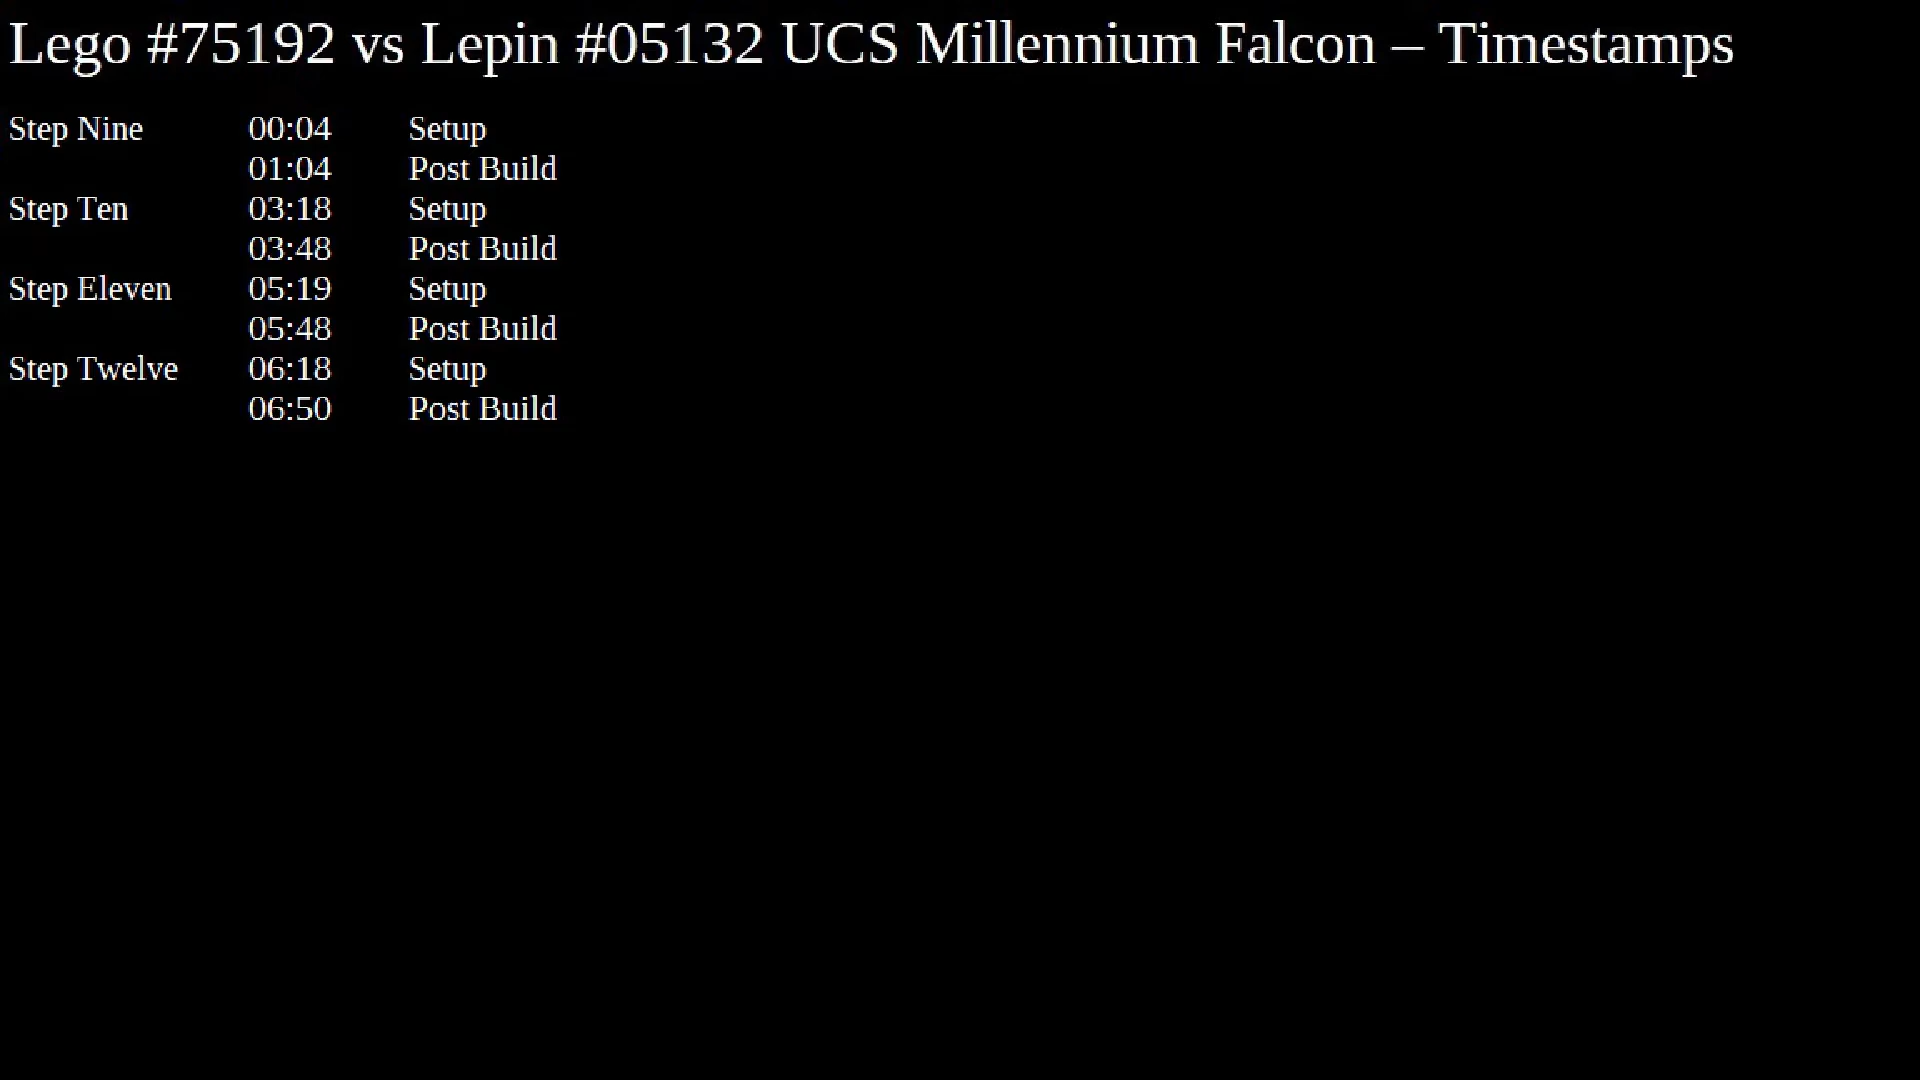 Lego #75192 vs Lepin #05132 UCS Millennium Falcon – Timestamps
Step Nine 00:04 Setup
01:04 Post Build
Step Ten 03:18 Setup
03:48 Post Build
Step Eleven 05:19 Setup
05:48 Post Build
Step Twelve 06:18 Setup
06:50 Post Build